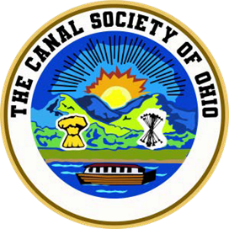 THE CANAL SOCIETY OF OHIO